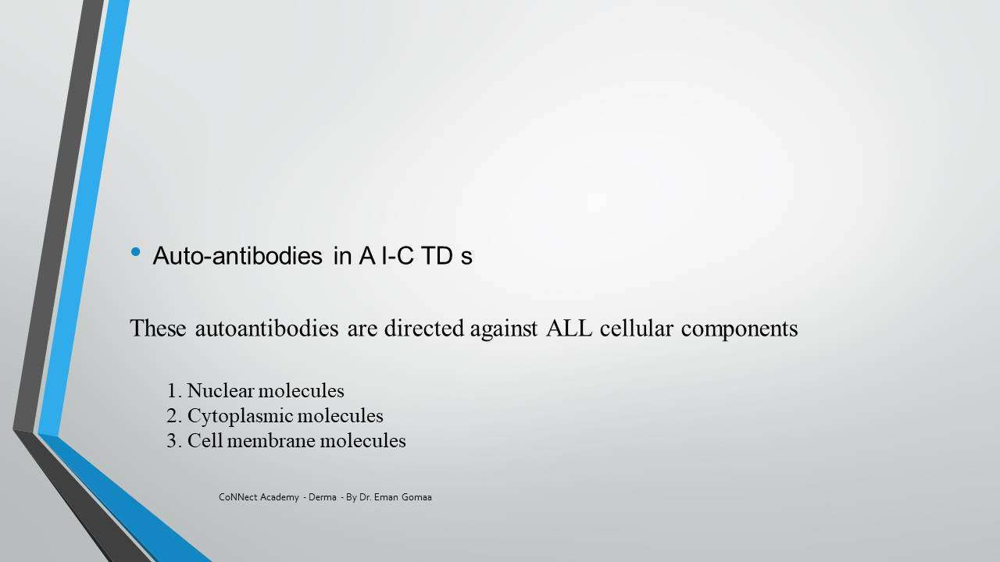 • Auto-antibodies in A I-C TD s
These autoantibodies are directed against ALL cellular components
1. Nuclear molecules
2. Cytoplasmic molecules
3. Cell membrane molecules
CoNNect Academy - Derma - By Dr. Eman Gomaa